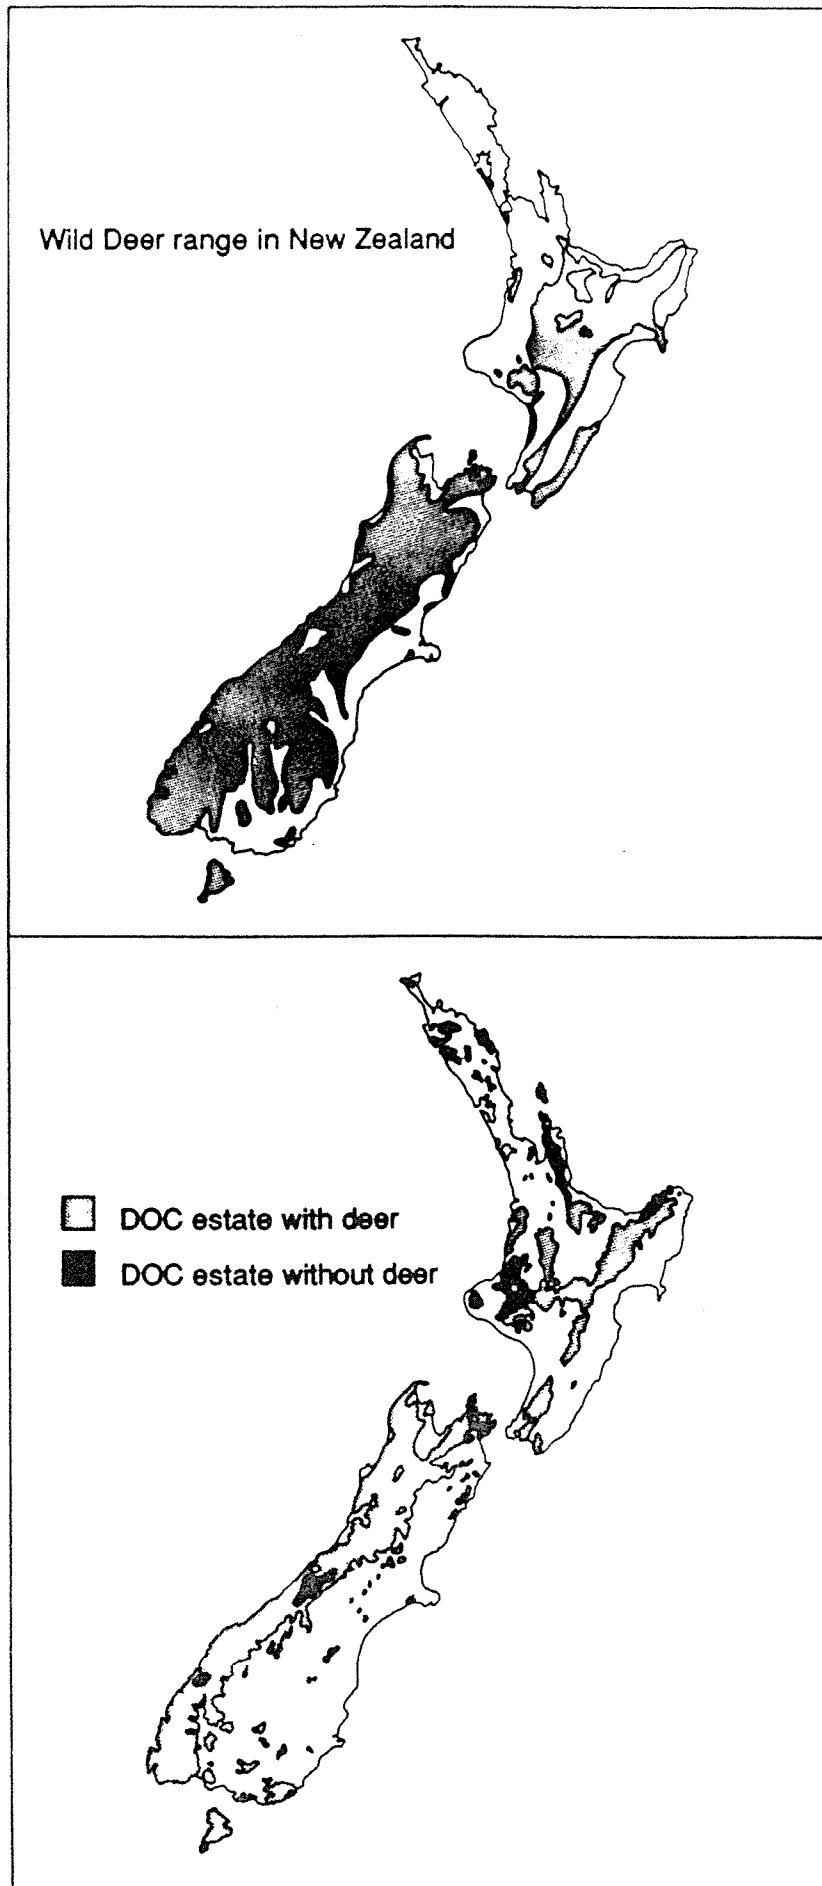 Wild Deer range in New Zealand
DOC estate with deer
DOC estate without deer